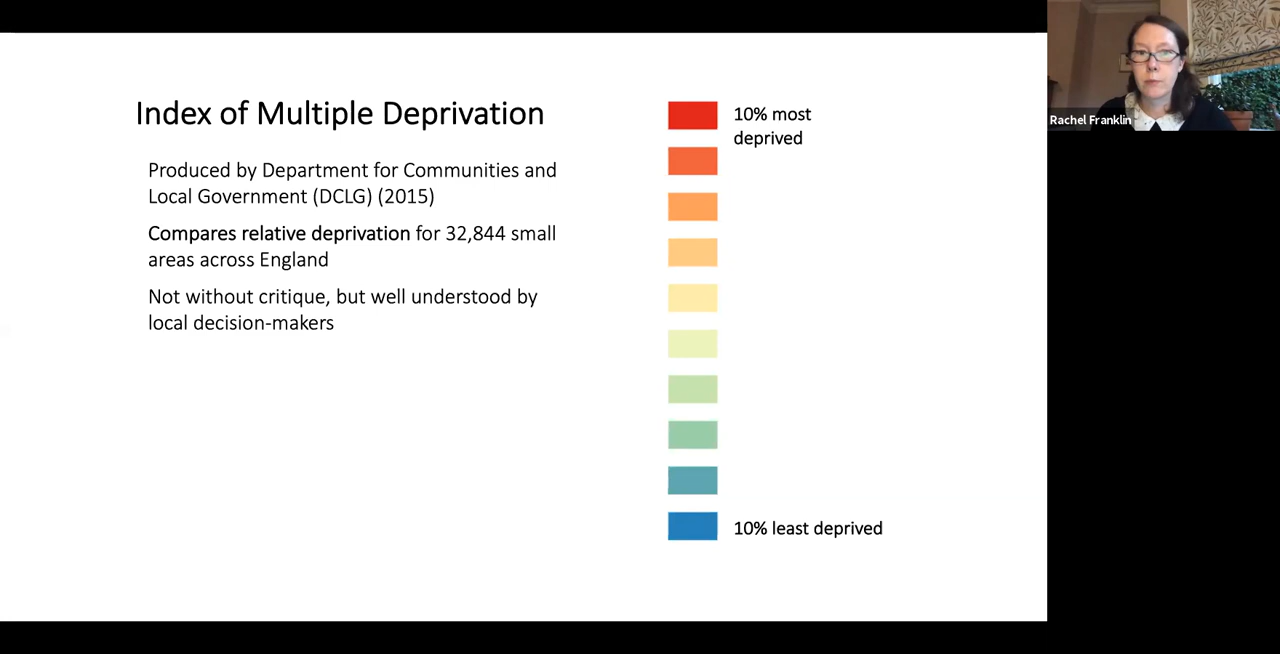 Index of Multiple Deprivation
Produced by Department for Communities and
Local Government (DCLG) (2015)
Compares relative deprivation for 32,844 small
areas across England
Not without critique, but well understood by
local decision-makers
10% most
deprived
10% least deprived
Rachel Franklin